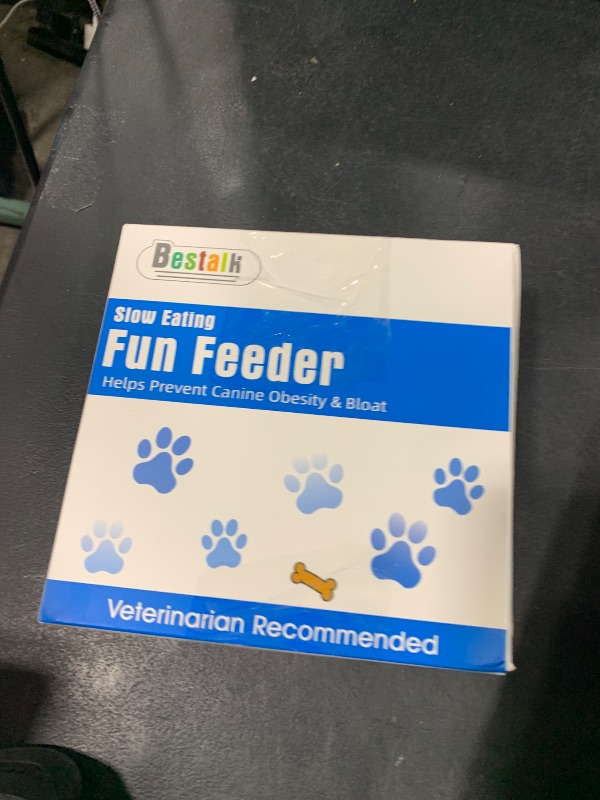 Bestalk
Slow Eating
Fun Feeder
Helps Prevent Canine Obesity & Bloat
Veterinarian Recommended